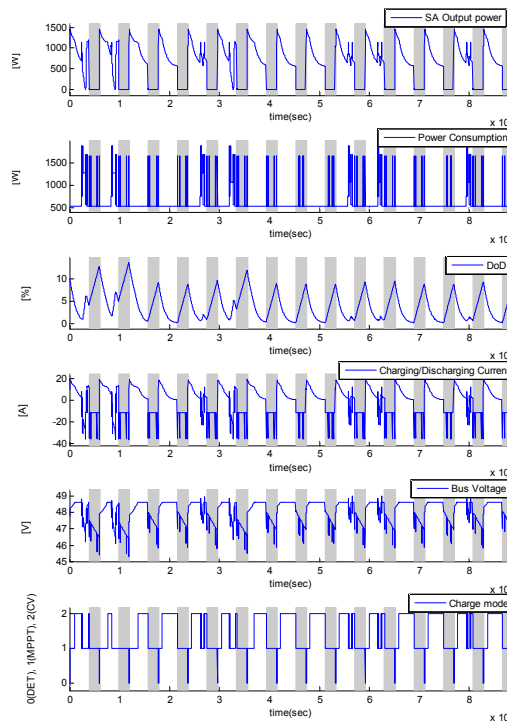 SA Output power
[W]
1500
1000
500
0
0 1 2 3 4 5 6 7 8
time(sec)
x 10
Power Consumption
[W]
1500
1000
500
0 1 2 3 4 5 6 7 8
time(sec)
x 10
DoD
[%]
10
5
0
0 1 2 3 4 5 6 7 8
time(sec)
x 10
Charging/Discharging Current
[A]
20
0
-20
-40
0 1 2 3 4 5 6 7 8
time(sec)
x 10
Bus Voltage
[V]
49
48
47
46
45
0 1 2 3 4 5 6 7 8
time(sec)
x 10
Charge mode
0(DET), 1(MPPT), 2(CV)
2
1
0
0 1 2 3 4 5 6 7 8
time(sec)
x 10